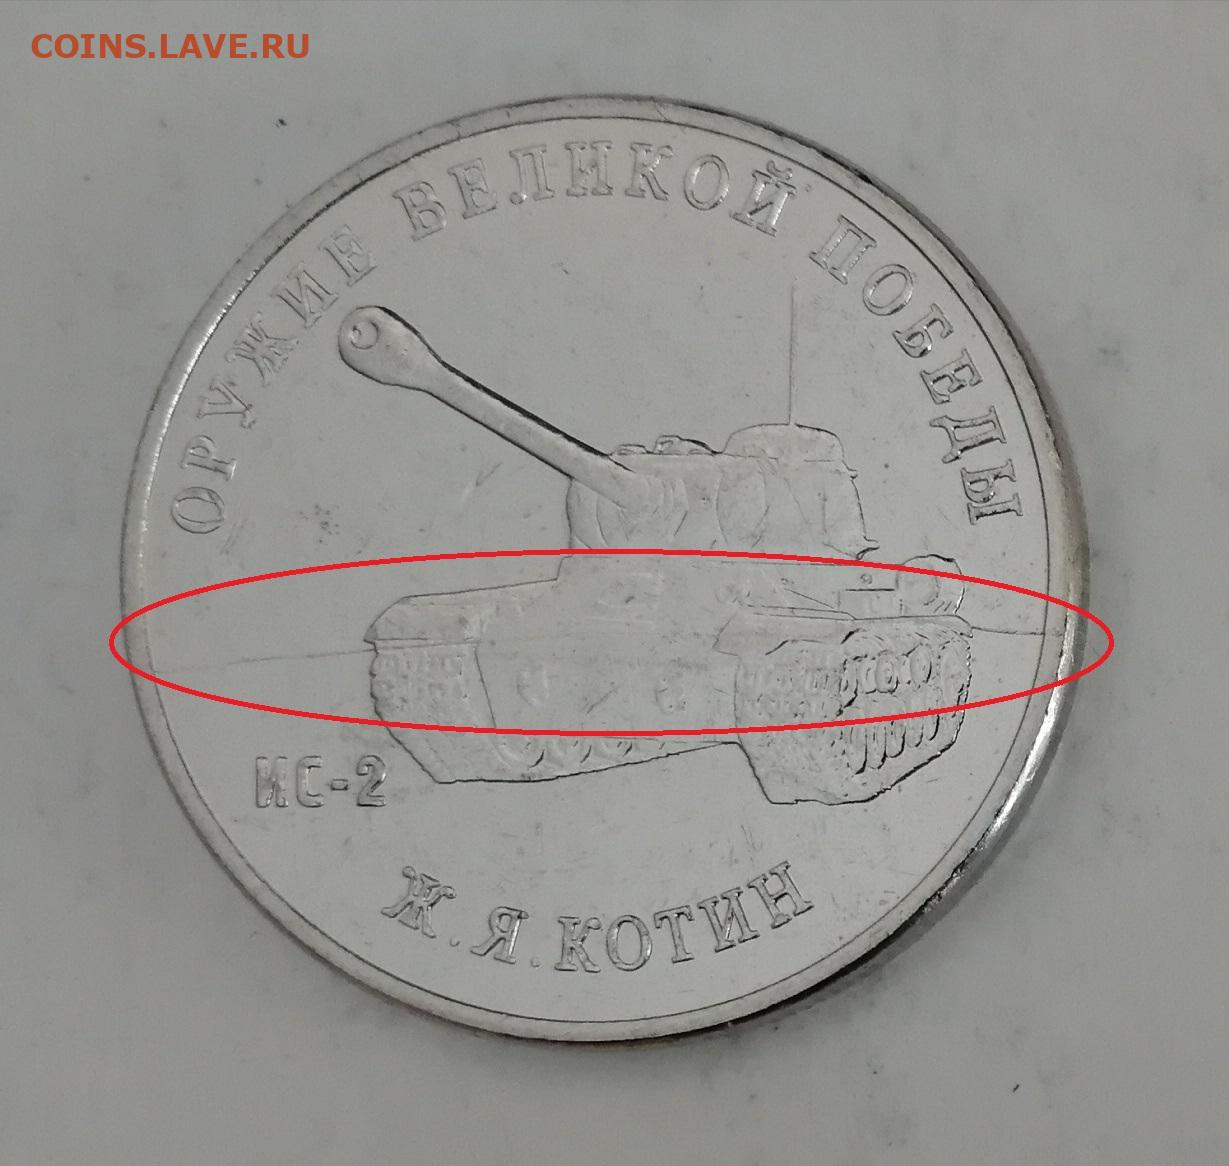 COINS.LAVE.RU
ОРУЖИЕ ВЕЛИКОЙ ПОБЕДЫ
ИС-2
Ж.Я.КОТИН